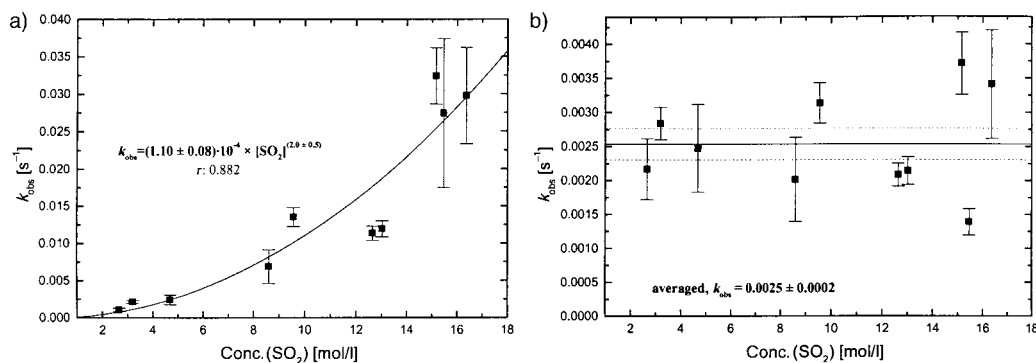 a)
0.040
0.035
0.030
0.025
0.020
0.015
0.010
0.005
0.000
k_obs [s⁻¹]
k_obs=(1.10 ± 0.08)·10⁻⁴ × [SO₂]^(2.0 ± 0.5)
r: 0.882
2 4 6 8 10 12 14 16 18
Conc.(SO₂) [mol/l]
b)
0.0040
0.0035
0.0030
0.0025
0.0020
0.0015
0.0010
0.0005
0.0000
k_obs [s⁻¹]
averaged, k_obs = 0.0025 ± 0.0002
2 4 6 8 10 12 14 16 18
Conc.(SO₂) [mol/l]